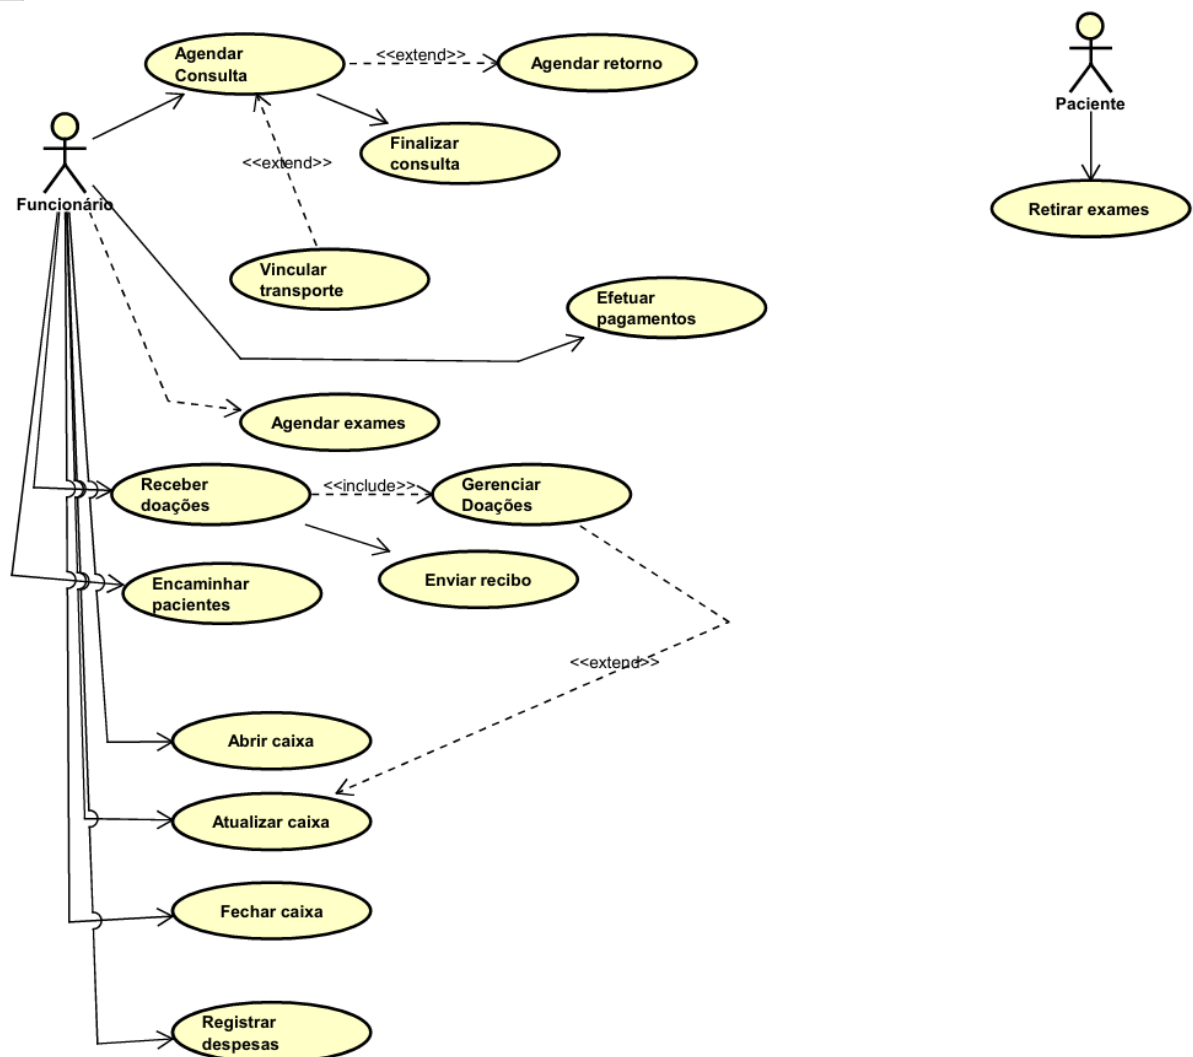 Agendar
Consulta
<<extend>>
Agendar retorno
Paciente
Finalizar
consulta
<<extend>>
Funcionário
Retirar exames
Vincular
transporte
Efetuar
pagamentos
Agendar exames
Receber
doações
<<include>>
Gerenciar
Doações
Enviar recibo
Encaminhar
pacientes
<<extend>>
Abrir caixa
Atualizar caixa
Fechar caixa
Registrar
despesas